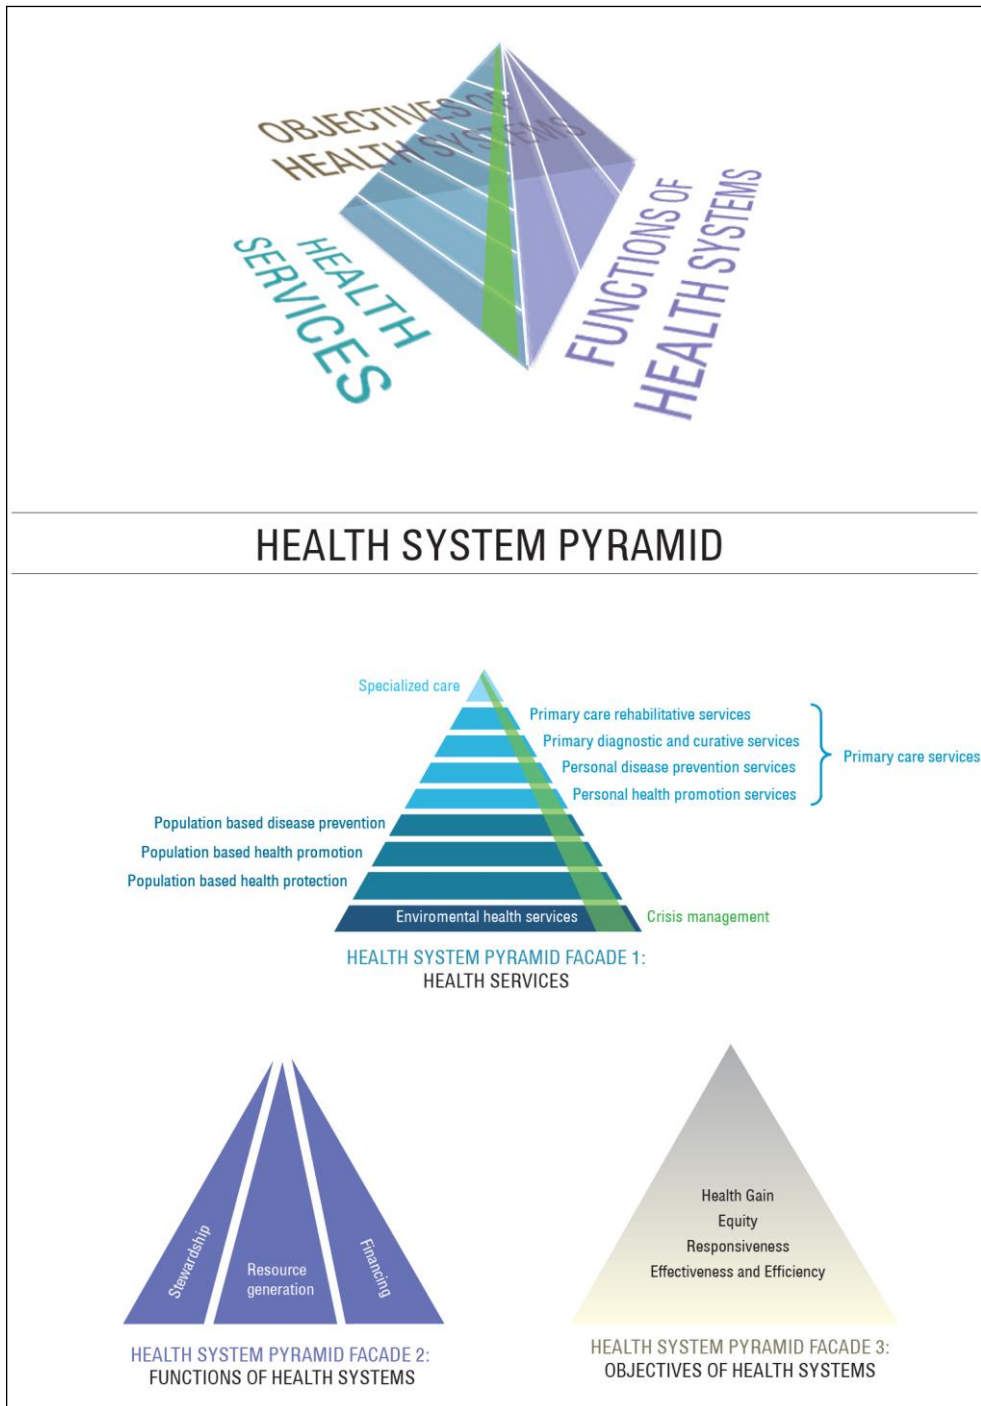 OBJECTIVES OF
HEALTH SYSTEMS
HEALTH
SERVICES
FUNCTIONS OF
HEALTH SYSTEMS
HEALTH SYSTEM PYRAMID
Specialized care
Primary care rehabilitative services
Primary diagnostic and curative services
Personal disease prevention services
Personal health promotion services
Primary care services
Population based disease prevention
Population based health promotion
Population based health protection
Enviromental health services
Crisis management
HEALTH SYSTEM PYRAMID FACADE 1:
HEALTH SERVICES
Stewardship
Resource
generation
Financing
HEALTH SYSTEM PYRAMID FACADE 2:
FUNCTIONS OF HEALTH SYSTEMS
Health Gain
Equity
Responsiveness
Effectiveness and Efficiency
HEALTH SYSTEM PYRAMID FACADE 3:
OBJECTIVES OF HEALTH SYSTEMS